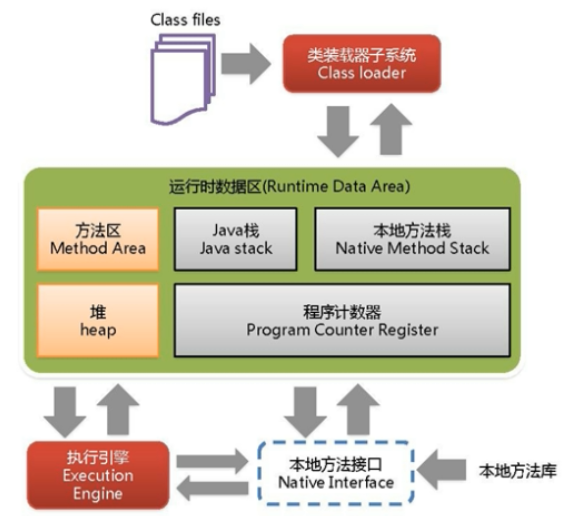 Class files
类装载器子系统
Class loader
运行时数据区(Runtime Data Area)
方法区
Method Area
Java栈
Java stack
本地方法栈
Native Method Stack
堆
heap
程序计数器
Program Counter Register
执行引擎
Execution
Engine
本地方法接口
Native Interface
本地方法库